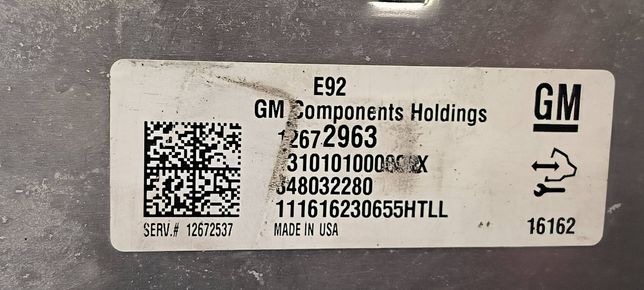 E92
GM Components Holdings
GM
12672963
348032280
111616230655HTLL
SERV.# 12672537
MADE IN USA
16162